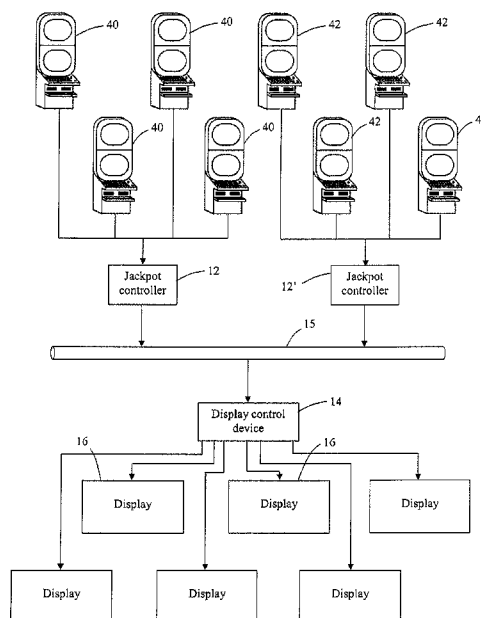 40
40
42
42
40
40
42
4
Jackpot
controller
12
12'
Jackpot
controller
15
Display control
device
14
16
16
Display
Display
Display
Display
Display
Display